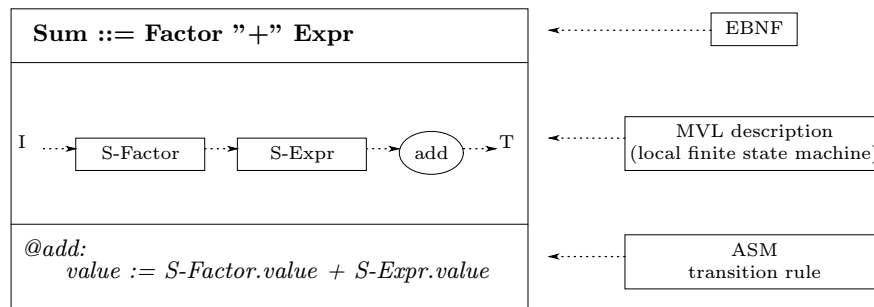 Sum ::= Factor ”+” Expr
EBNF
I
S-Factor
S-Expr
add
T
MVL description
(local finite state machine)
@add:
value := S-Factor.value + S-Expr.value
ASM
transition rule